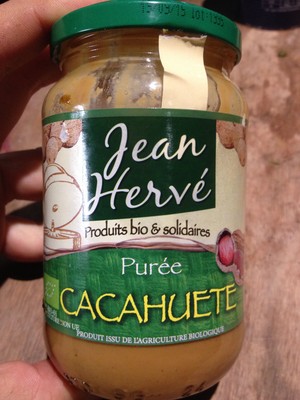 Jean
Hervé
Produits bio & solidaires
Purée
CACAHUETE
PRODUIT ISSU DE L'AGRICULTURE BIOLOGIQUE